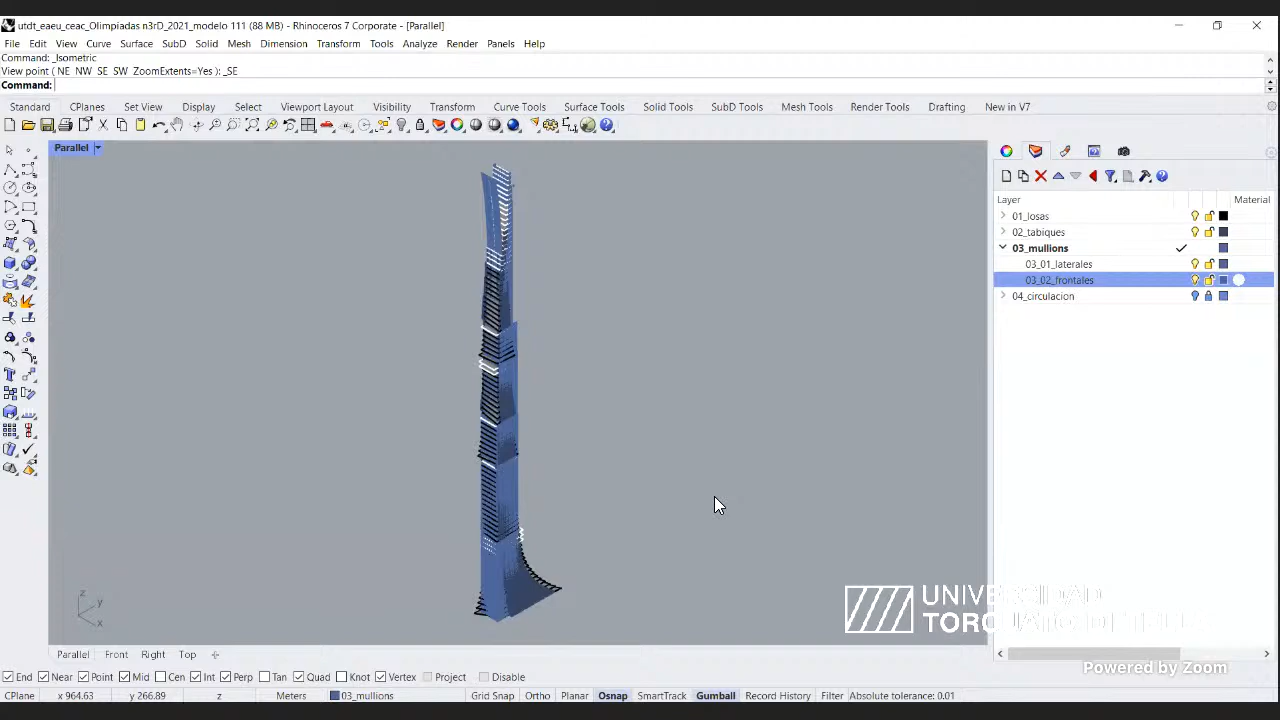 utdt_eaeu_ceac_Olimpiadas n3rD_2021_modelo 111 (88 MB) - Rhinoceros 7 Corporate - [Parallel]
File Edit View Curve Surface SubD Solid Mesh Dimension Transform Tools Analyze Render Panels Help
Command: _Isometric
View point ( NE NW SE SW ZoomExtents=Yes ): _SE
Command:
Standard CPlanes Set View Display Select Viewport Layout Visibility Transform Curve Tools Surface Tools Solid Tools SubD Tools Mesh Tools Render Tools Drafting New in V7
Parallel
Layer Material
01_losas
02_tabiques
03_mullions
03_01_laterales
03_02_frontales
04_circulacion
z
y
x
UNIVERSIDAD
TORCUATO DI TELLA
Powered by Zoom
Parallel Front Right Top
End Near Point Mid Cen Int Perp Tan Quad Knot Vertex Project Disable
CPlane x 964.63 y 266.89 z Meters 03_mullions Grid Snap Ortho Planar Osnap SmartTrack Gumball Record History Filter Absolute tolerance: 0.01